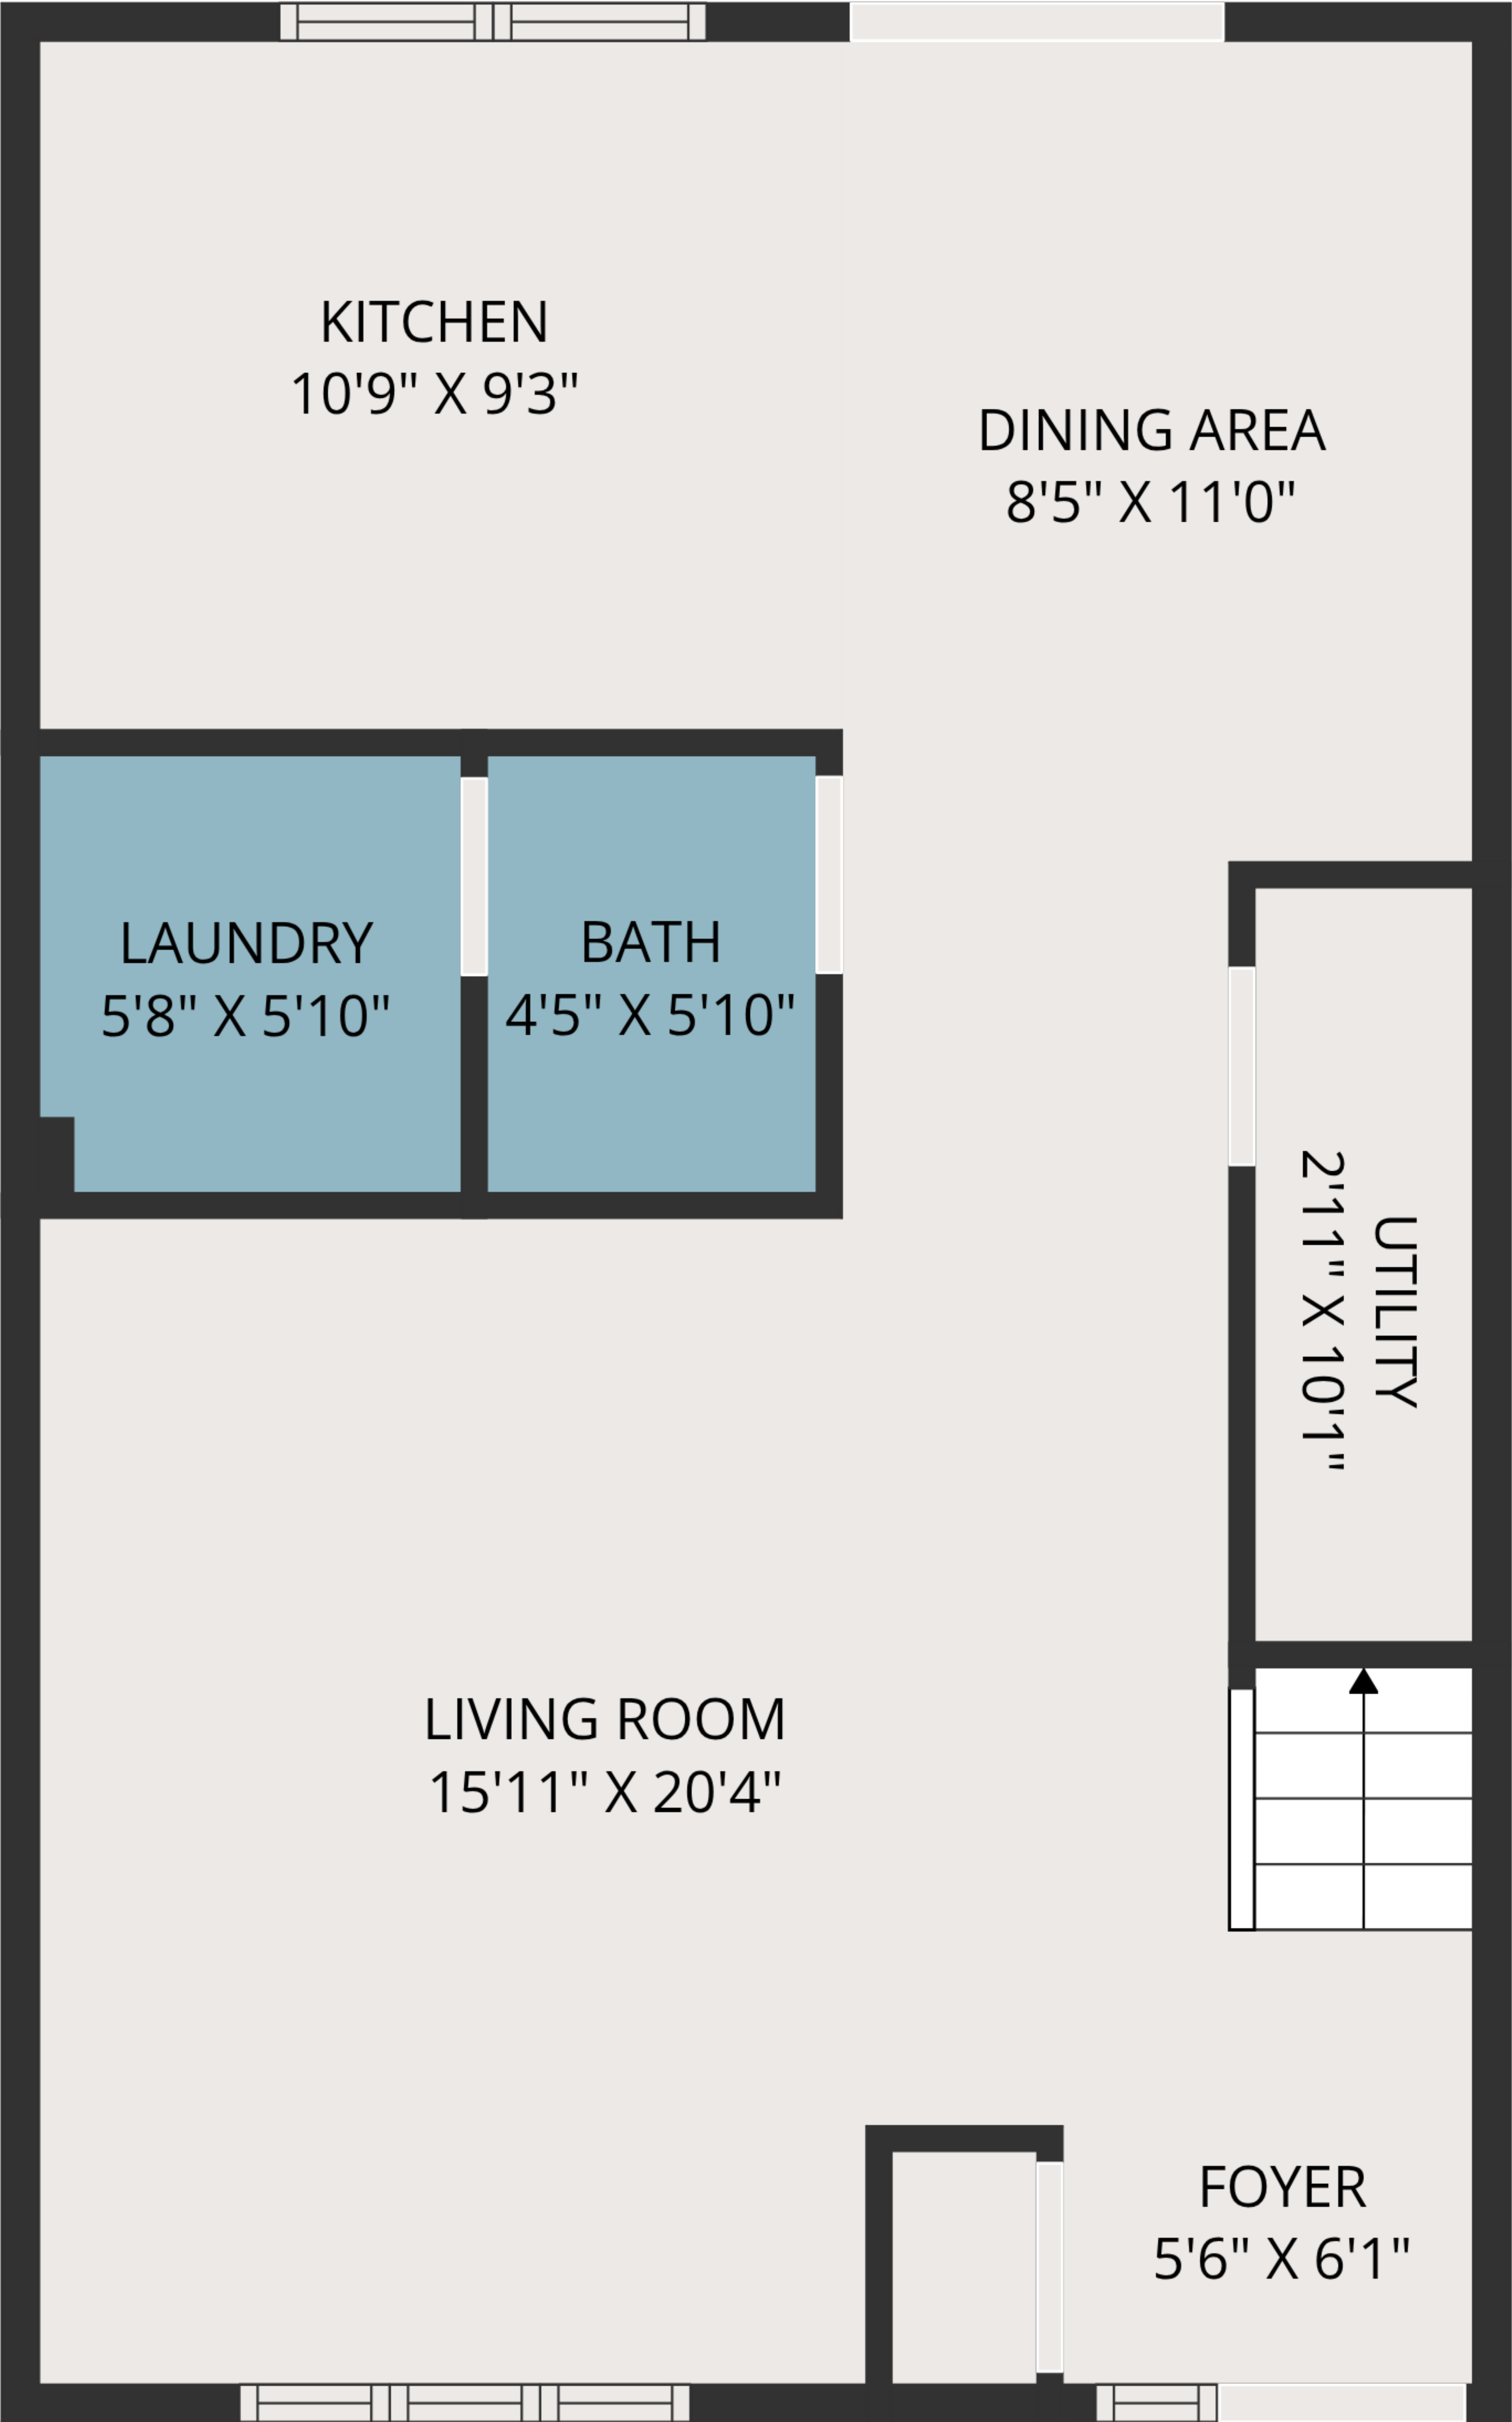 KITCHEN
10'9" X 9'3"
DINING AREA
8'5" X 11'0"
LAUNDRY
5'8" X 5'10"
BATH
4'5" X 5'10"
UTILITY
2'11" X 10'1"
LIVING ROOM
15'11" X 20'4"
FOYER
5'6" X 6'1"